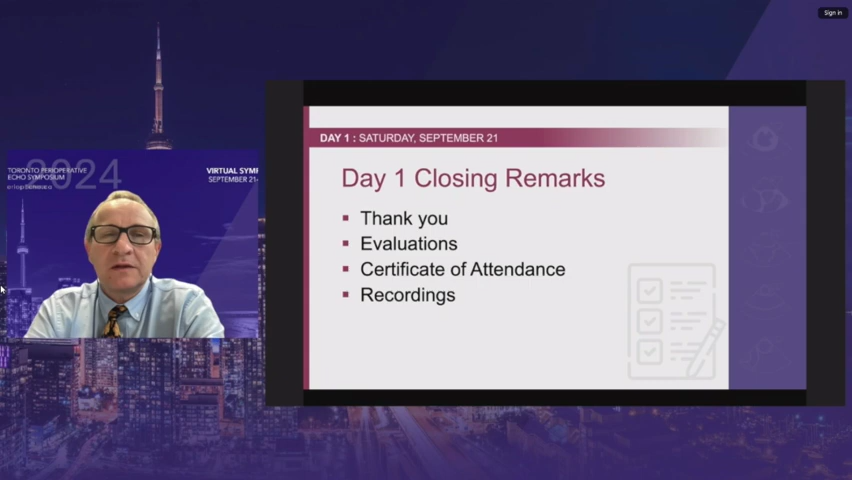 Sign in
2024
TORONTO PERIOPERATIVE
ECHO SYMPOSIUM
VIRTUAL SYMP
SEPTEMBER 21-
DAY 1 : SATURDAY, SEPTEMBER 21
Day 1 Closing Remarks
Thank you
Evaluations
Certificate of Attendance
Recordings